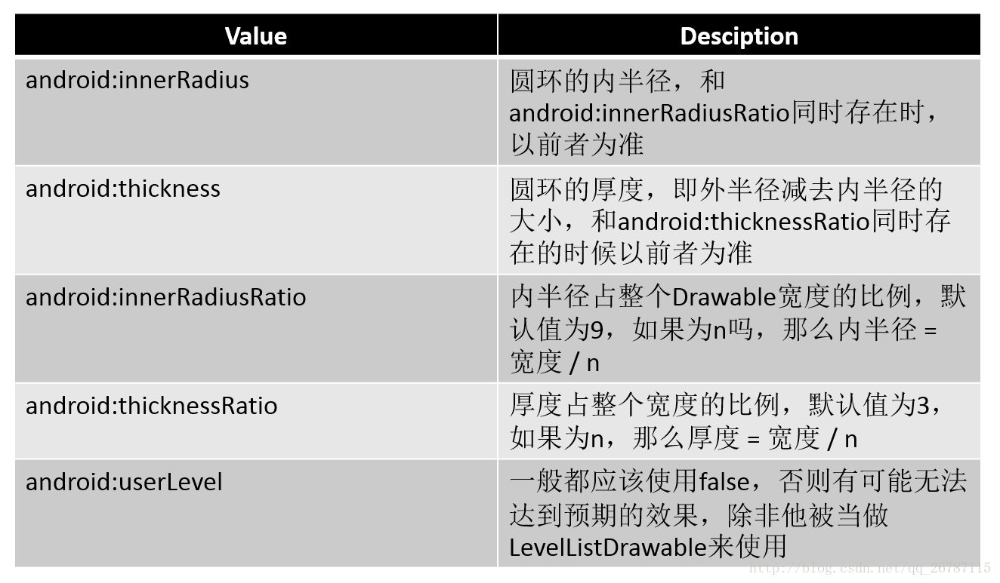 Value
Desciption
android:innerRadius
圆环的内半径，和
android:innerRadiusRatio同时存在时，
以前者为准
android:thickness
圆环的厚度，即外半径减去内半径的
大小，和android:thicknessRatio同时存
在的时候以前者为准
android:innerRadiusRatio
内半径占整个Drawable宽度的比例，默
认值为9，如果为n吗，那么内半径 =
宽度 / n
android:thicknessRatio
厚度占整个宽度的比例，默认值为3，
如果为n，那么厚度 = 宽度 / n
android:userLevel
一般都应该使用false，否则有可能无法
达到预期的效果，除非他被当做
LevelListDrawable来使用
http://blog.csdn.net/qq_26787115